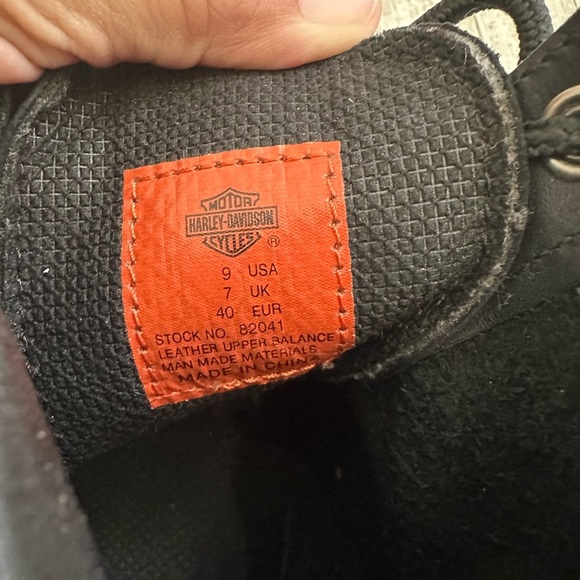 MOTOR
HARLEY-DAVIDSON
CYCLES ®
9 USA
7 UK
40 EUR
STOCK NO. 82041
LEATHER UPPER BALANCE
MAN MADE MATERIALS
MADE IN CHINA